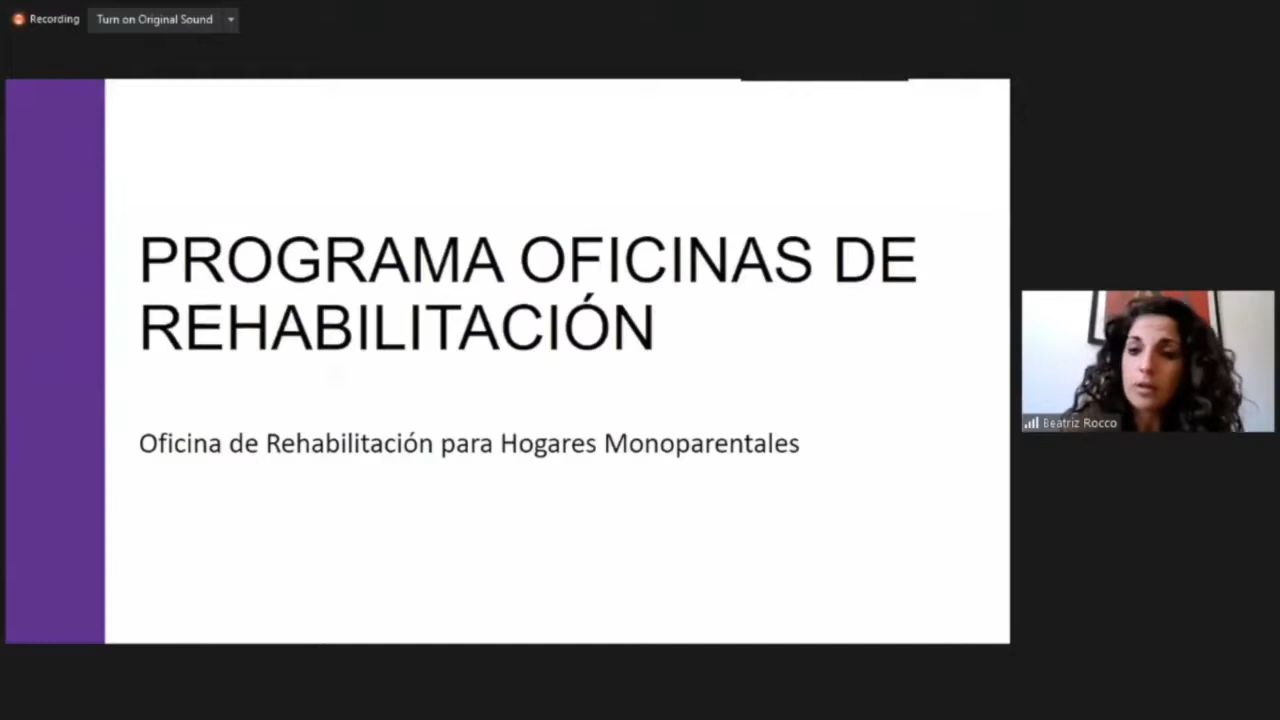 Recording
Turn on Original Sound
PROGRAMA OFICINAS DE
REHABILITACIÓN
Oficina de Rehabilitación para Hogares Monoparentales
Beatriz Rocco